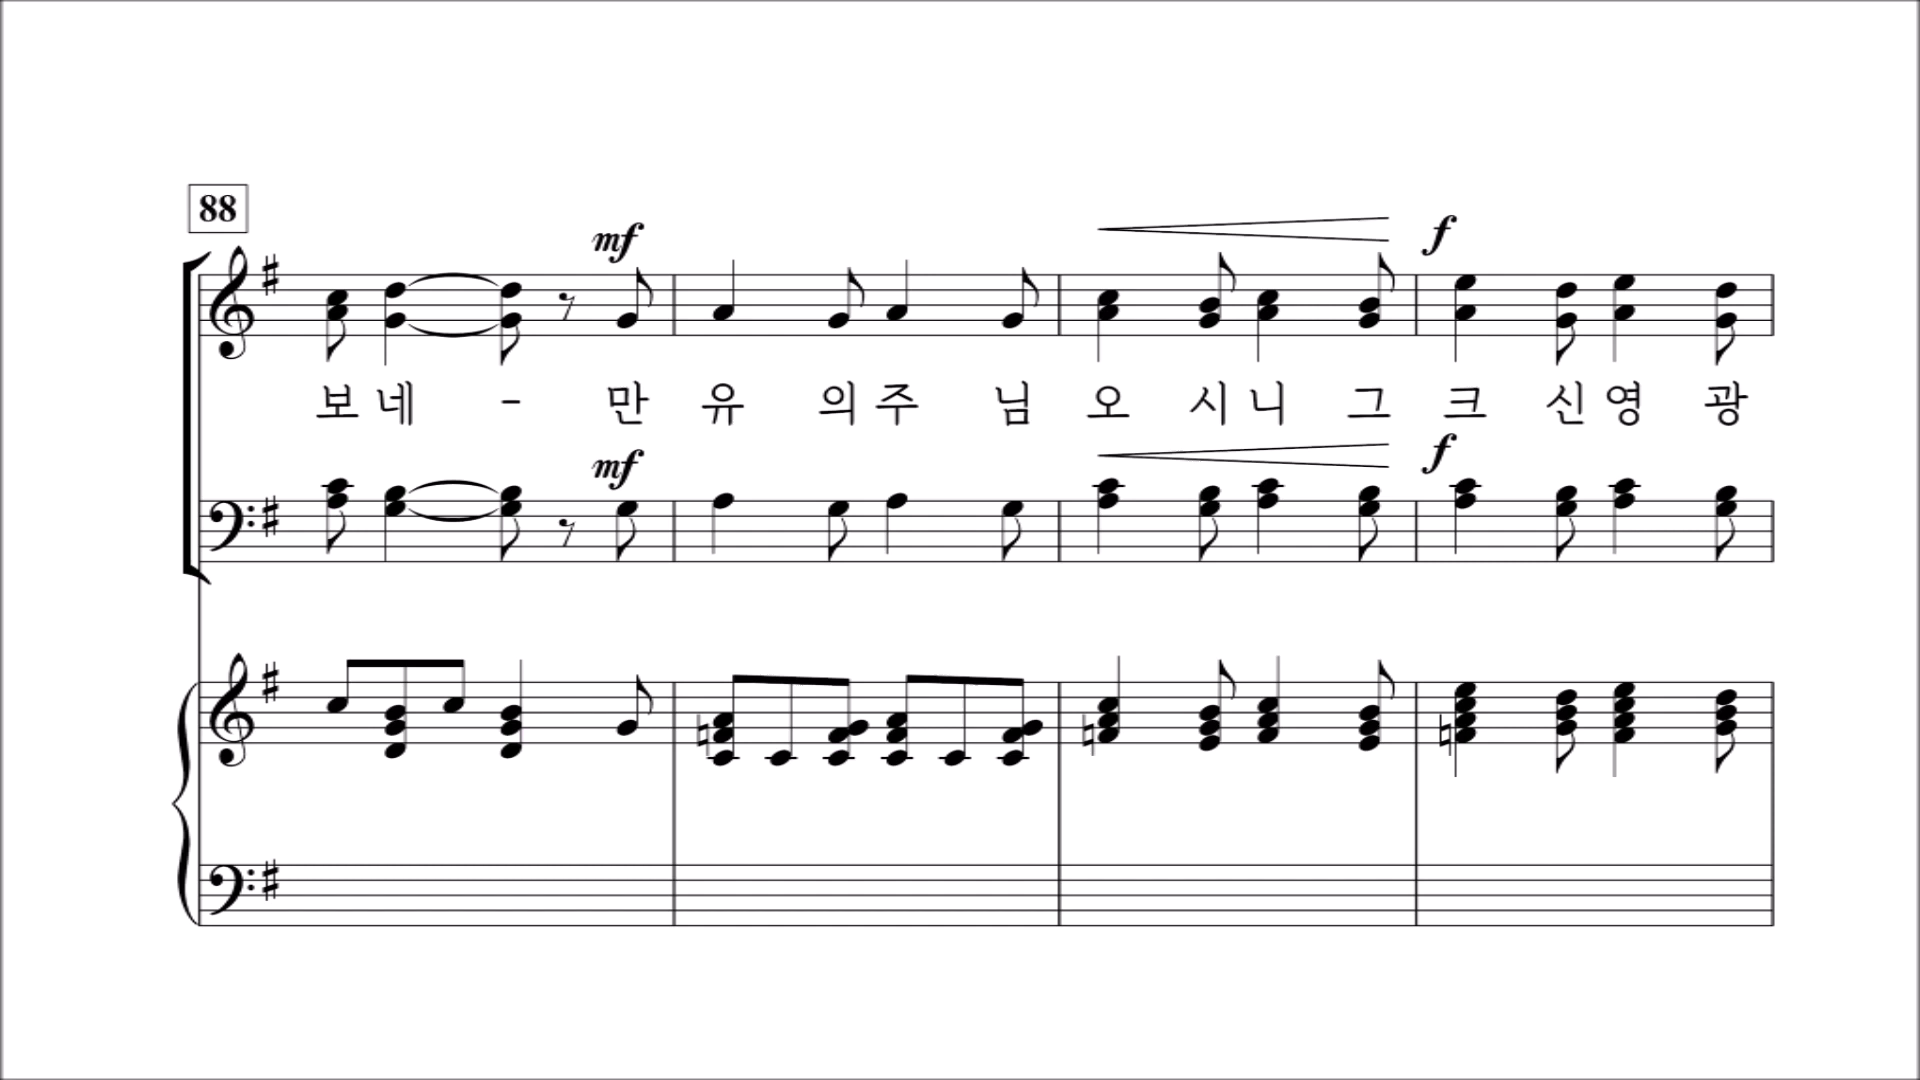 88
mf
f
보 네 - 만 유 의 주 님 오 시 니 그 크 신 영 광
mf
f